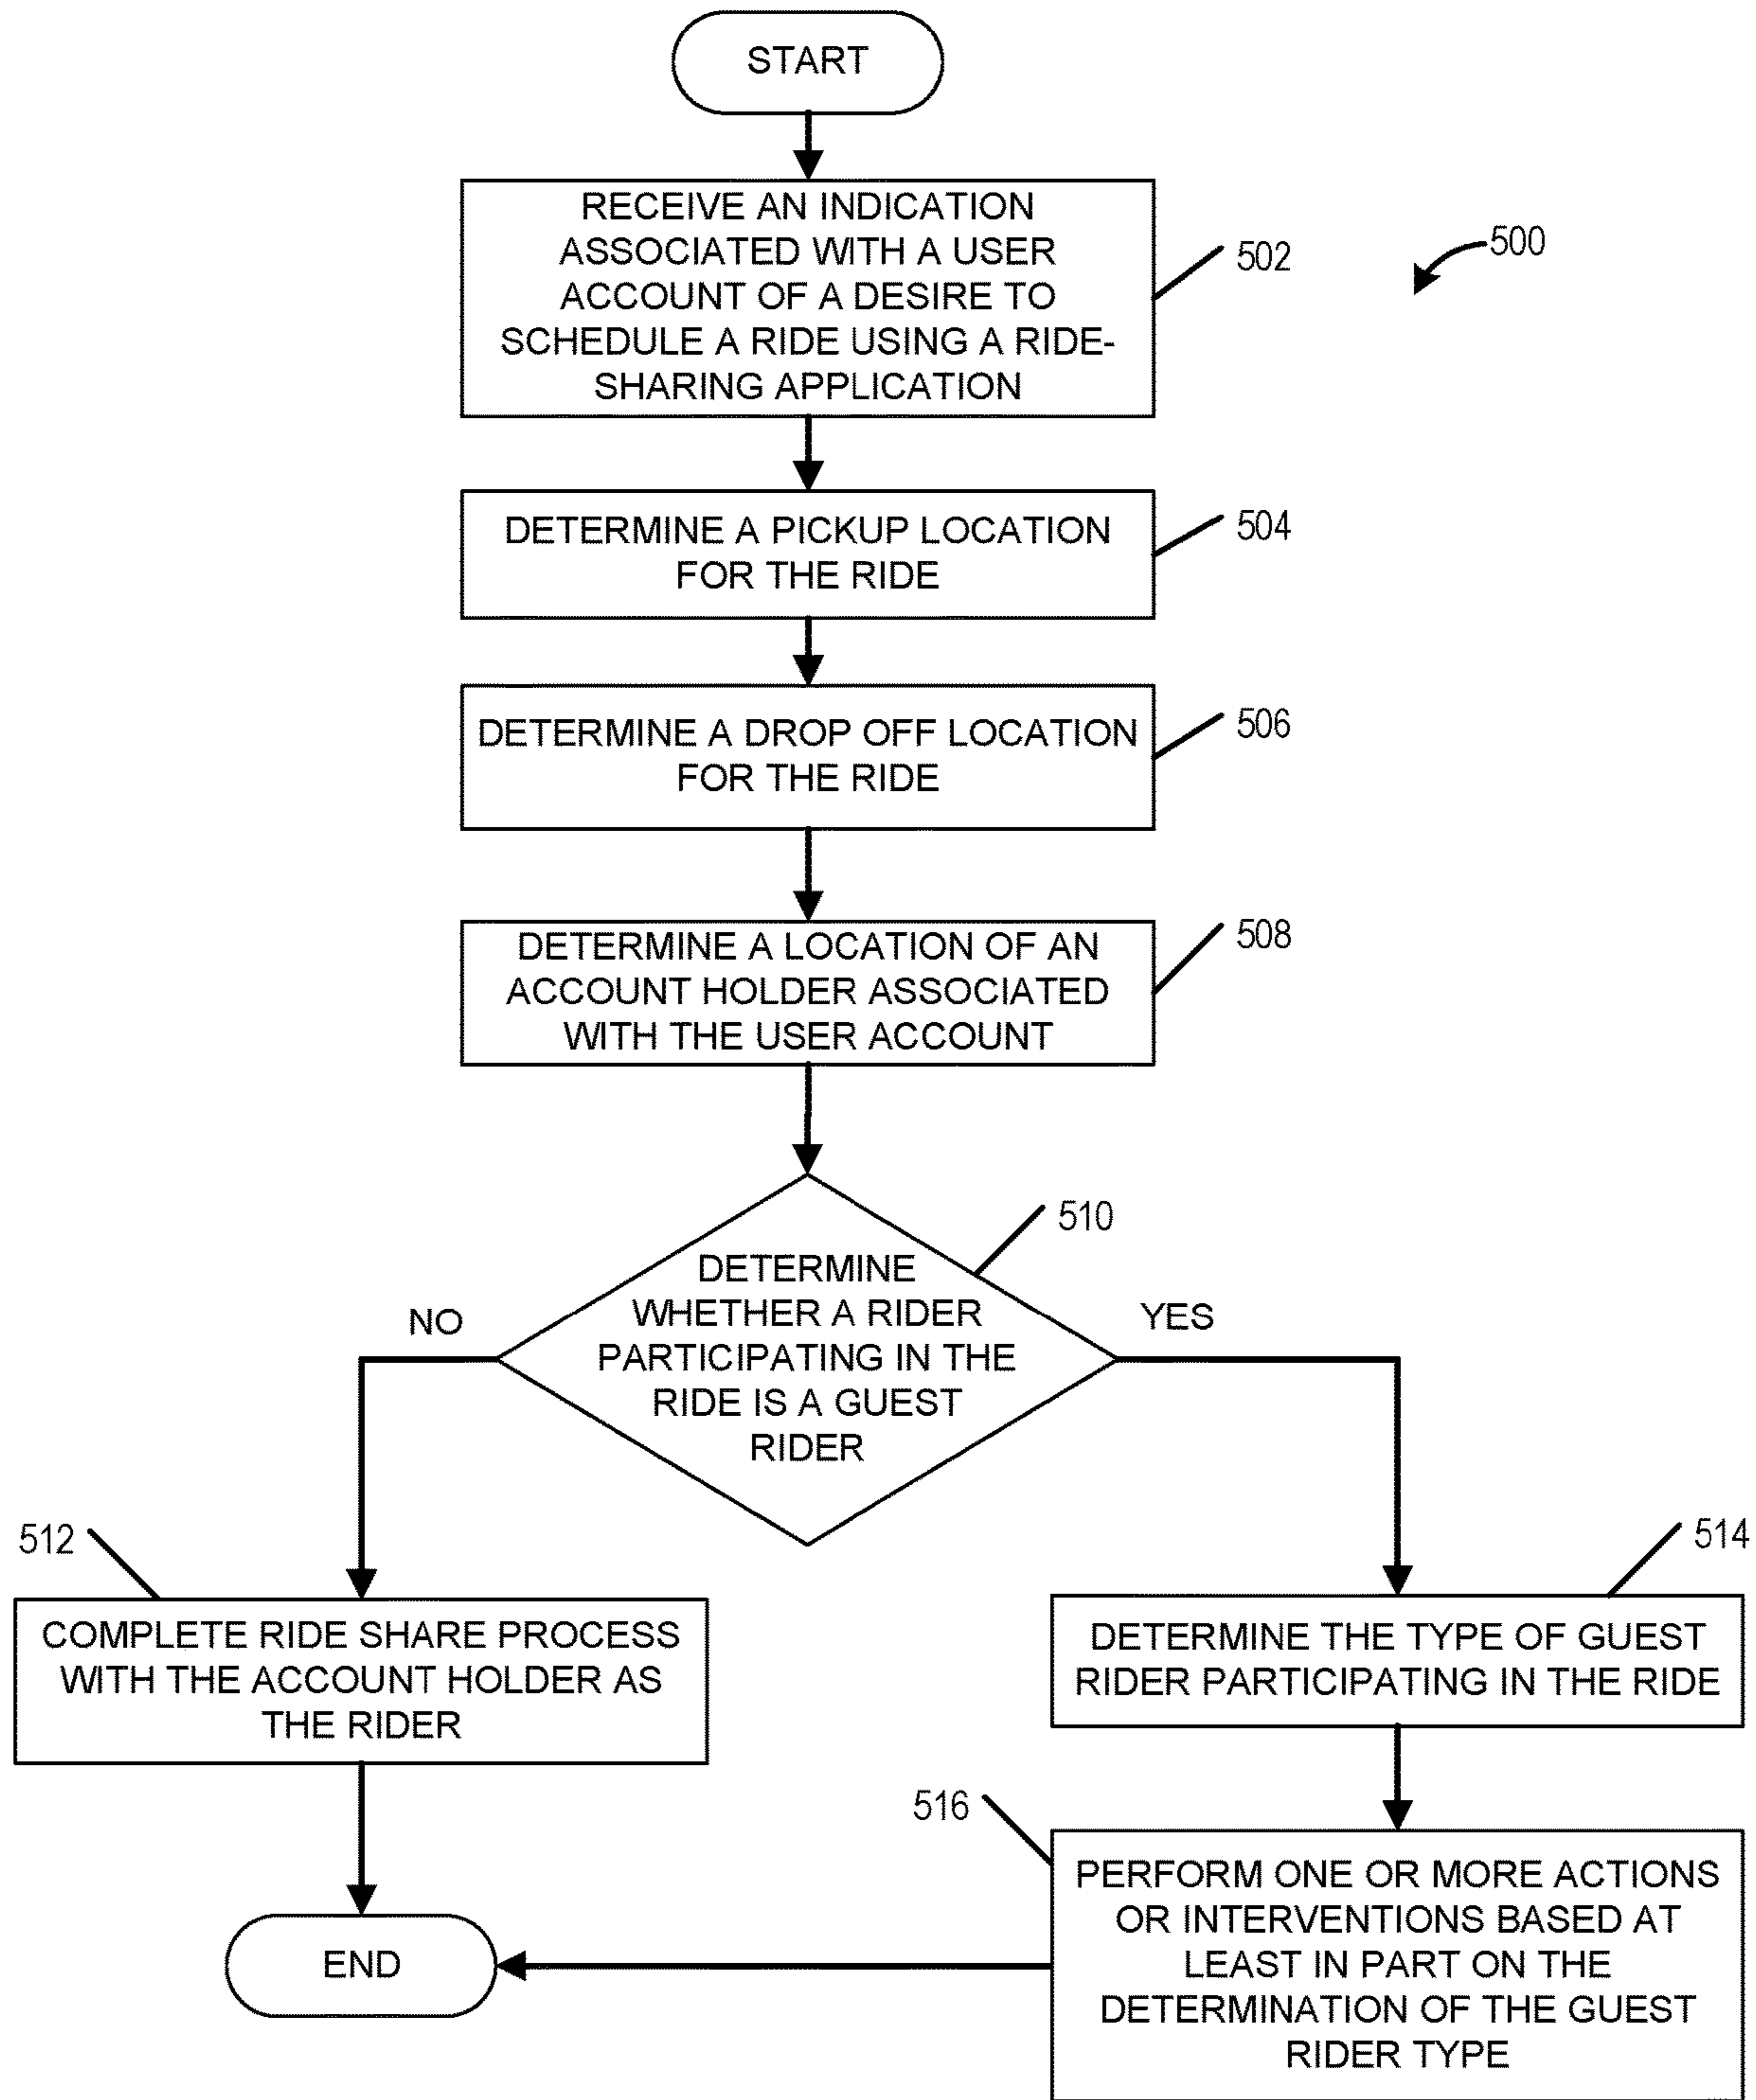 START
RECEIVE AN INDICATION
ASSOCIATED WITH A USER
ACCOUNT OF A DESIRE TO
SCHEDULE A RIDE USING A RIDE-
SHARING APPLICATION
502
500
DETERMINE A PICKUP LOCATION
FOR THE RIDE
504
DETERMINE A DROP OFF LOCATION
FOR THE RIDE
506
DETERMINE A LOCATION OF AN
ACCOUNT HOLDER ASSOCIATED
WITH THE USER ACCOUNT
508
DETERMINE
WHETHER A RIDER
PARTICIPATING IN THE
RIDE IS A GUEST
RIDER
510
NO
YES
512
COMPLETE RIDE SHARE PROCESS
WITH THE ACCOUNT HOLDER AS
THE RIDER
514
DETERMINE THE TYPE OF GUEST
RIDER PARTICIPATING IN THE RIDE
516
PERFORM ONE OR MORE ACTIONS
OR INTERVENTIONS BASED AT
LEAST IN PART ON THE
DETERMINATION OF THE GUEST
RIDER TYPE
END